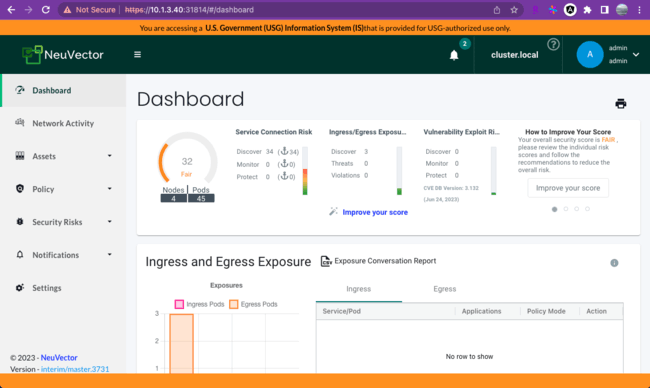 Not Secure | https://10.1.3.40:31814/#/dashboard
You are accessing a U.S. Government (USG) Information System (IS)that is provided for USG-authorized use only.
NeuVector
2
cluster.local
?
A
admin
admin
Dashboard
Network Activity
Assets
Policy
Security Risks
Notifications
Settings
© 2023 - NeuVector
Version - interim/master.3731
Dashboard
32
Fair
Nodes | Pods
4 45
Service Connection Risk
Discover 34 (34)
Monitor 0 (0)
Protect 0 (0)
Ingress/Egress Exposu...
Discover 3
Threats 0
Violations 0
Improve your score
Vulnerability Exploit Ri...
Discover 0
Monitor 0
Protect 0
CVE DB Version: 3.132
(Jun 24, 2023)
How to Improve Your Score
Your overall security score is FAIR ,
please review the individual risk
scores and follow the
recommendations to reduce the
overall risk.
Improve your score
Ingress and Egress Exposure
CSV Exposure Conversation Report
Exposures
Ingress Pods Egress Pods
3
2
1
Ingress Egress
Service/Pod Applications Policy Mode Action
No row to show